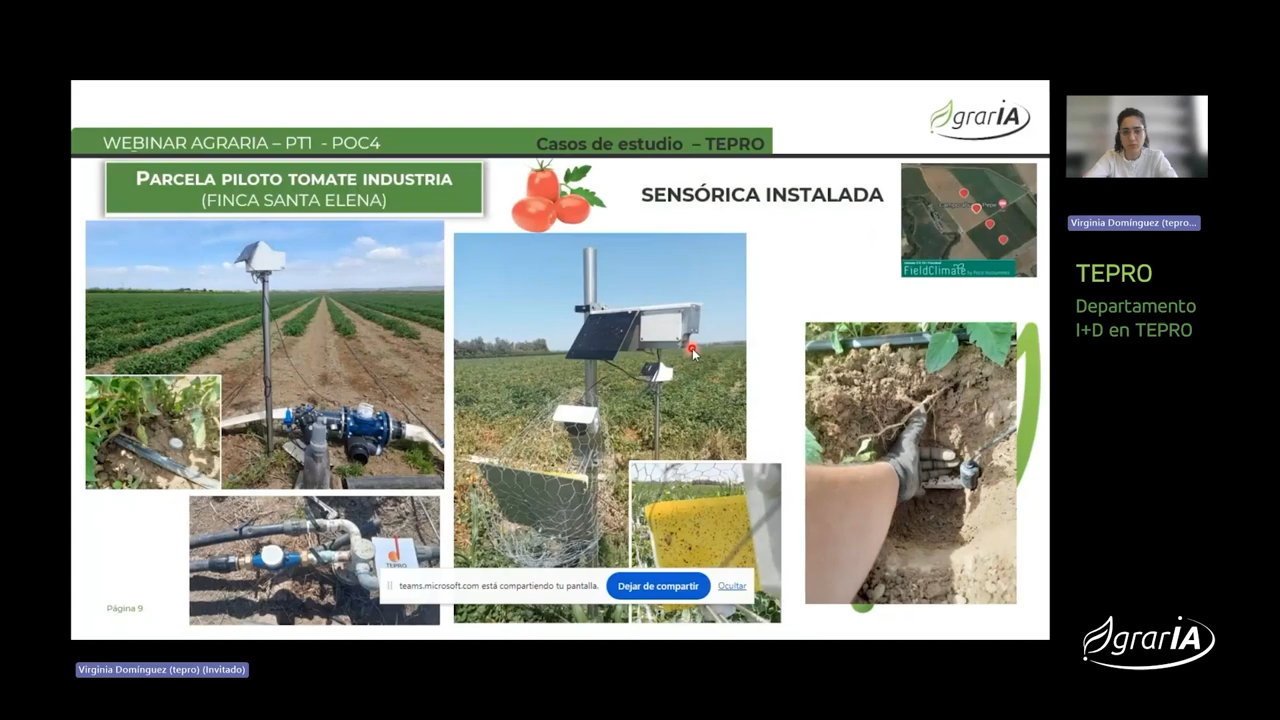 WEBINAR AGRARIA – PT1 - POC4
Casos de estudio – TEPRO
AgrarIA
PARCELA PILOTO TOMATE INDUSTRIA
(FINCA SANTA ELENA)
SENSÓRICA INSTALADA
FieldClimate
TEPRO
teams.microsoft.com está compartiendo tu pantalla.
Dejar de compartir
Ocultar
Página 9
Virginia Domínguez (tepro) (Invitado)
Virginia Domínguez (tepro...
TEPRO
Departamento
I+D en TEPRO
AgrarIA